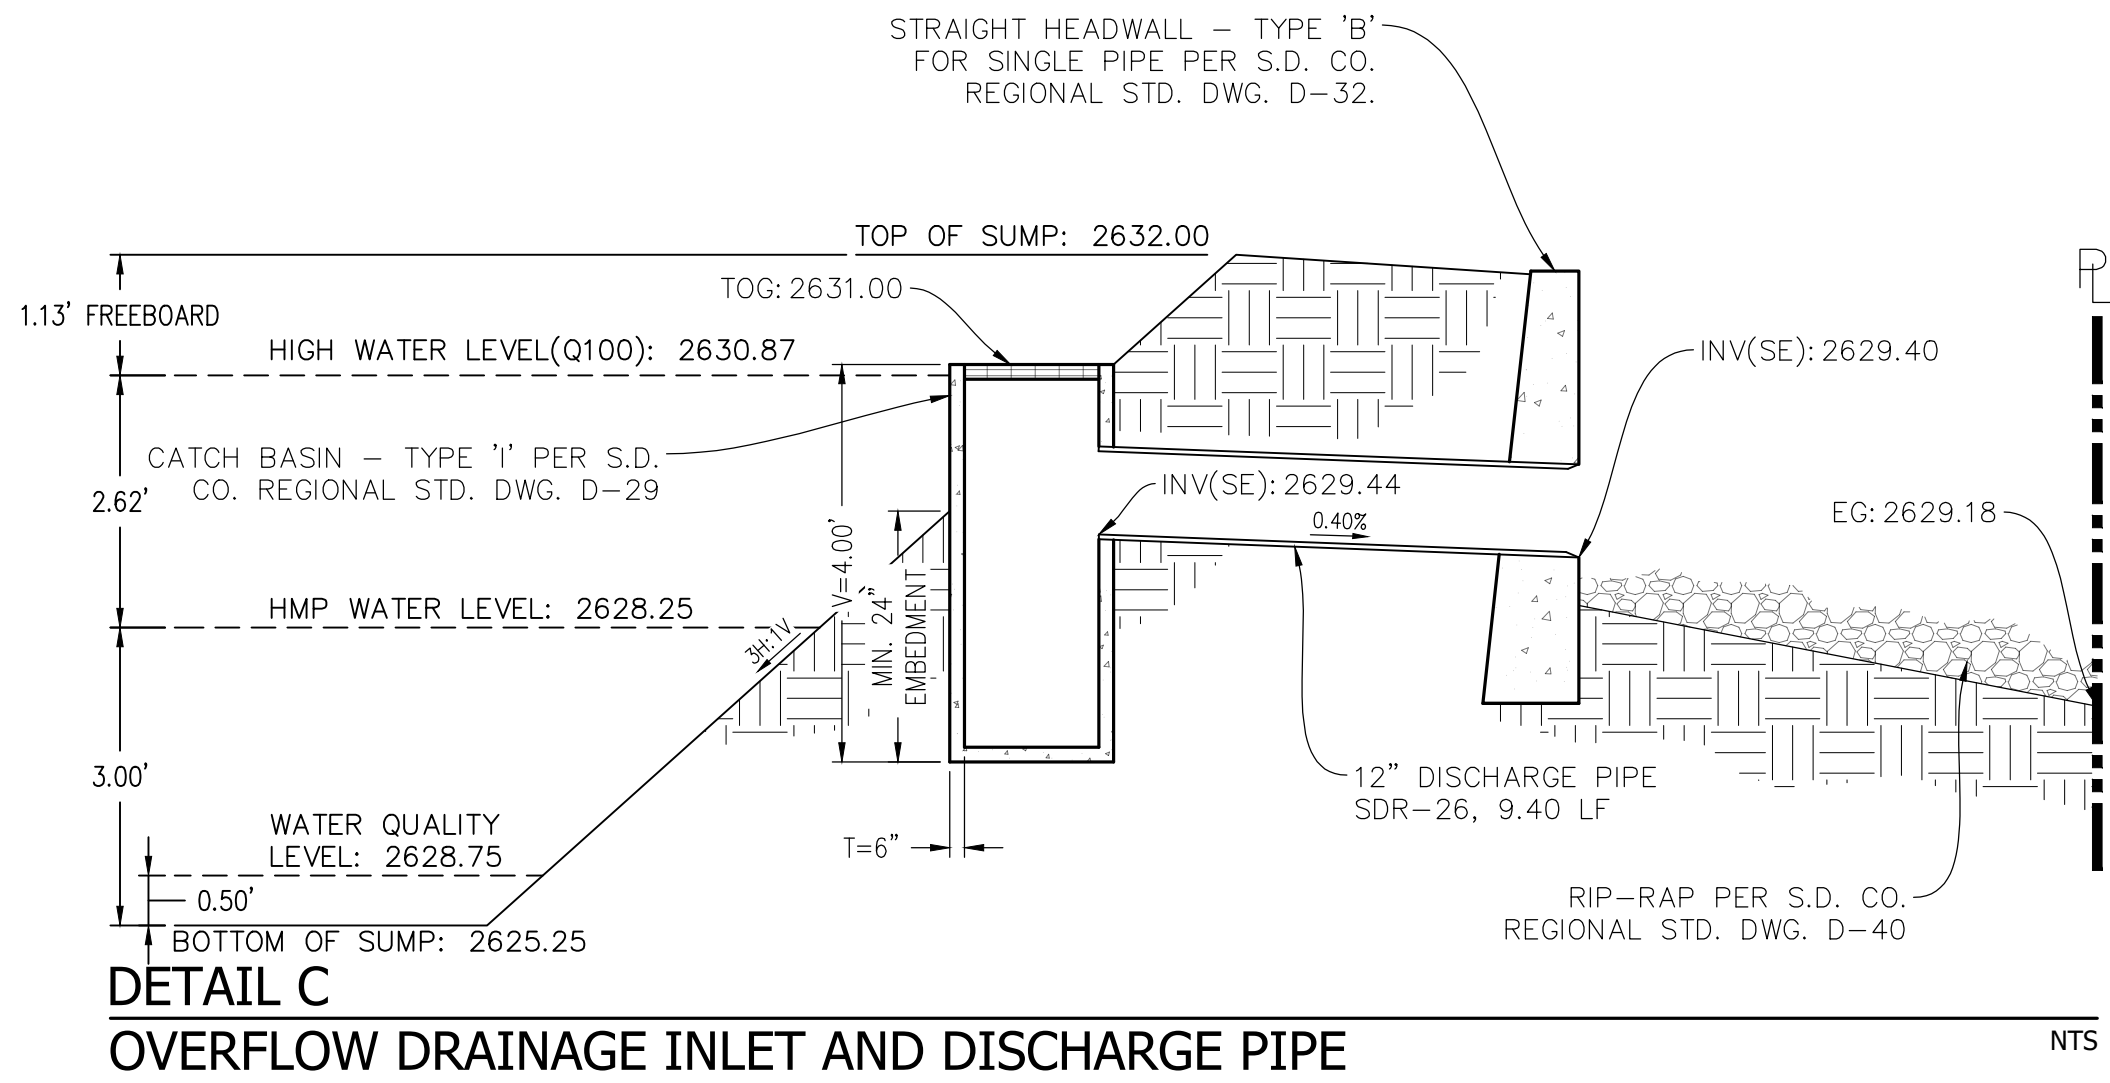 STRAIGHT HEADWALL – TYPE 'B'
FOR SINGLE PIPE PER S.D. CO.
REGIONAL STD. DWG. D–32.
TOP OF SUMP: 2632.00
TOG: 2631.00
1.13' FREEBOARD
HIGH WATER LEVEL(Q100): 2630.87
PL
INV(SE): 2629.40
CATCH BASIN – TYPE 'I' PER S.D.
CO. REGIONAL STD. DWG. D–29
2.62'
INV(SE): 2629.44
0.40%
EG: 2629.18
V=4.00'
MIN. 24"
EMBEDMENT
HMP WATER LEVEL: 2628.25
3H:1V
3.00'
12" DISCHARGE PIPE
SDR–26, 9.40 LF
WATER QUALITY
LEVEL: 2628.75
T=6"
0.50'
RIP–RAP PER S.D. CO.
REGIONAL STD. DWG. D–40
BOTTOM OF SUMP: 2625.25
DETAIL C
OVERFLOW DRAINAGE INLET AND DISCHARGE PIPE
NTS